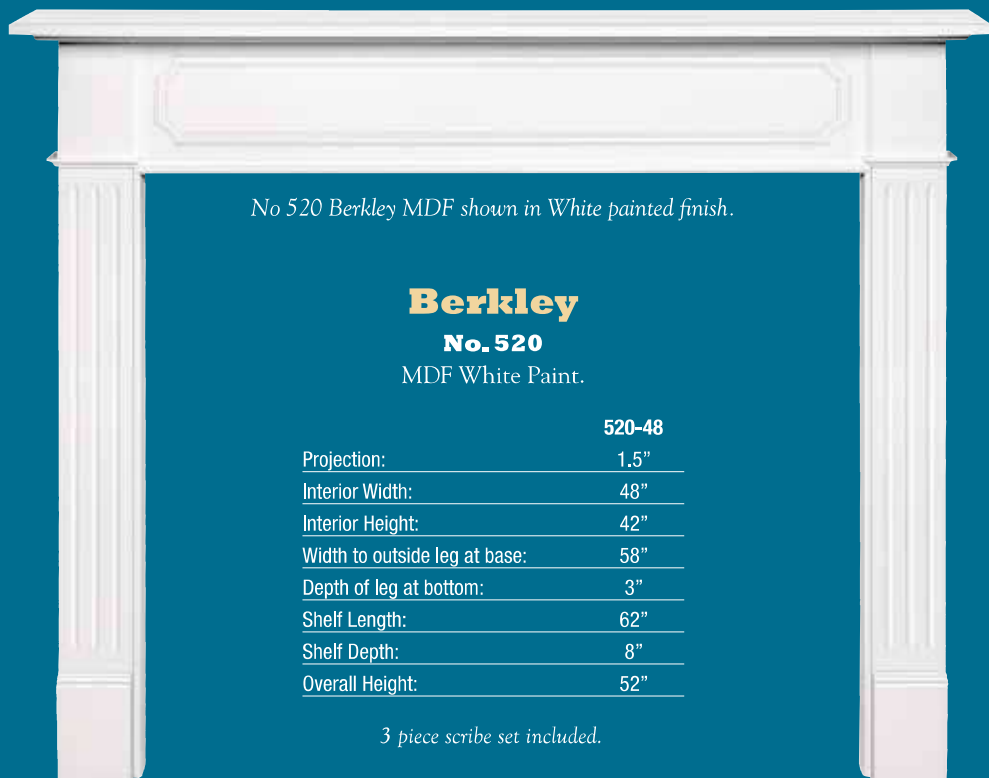 No 520 Berkley MDF shown in White painted finish.
Berkley
No. 520
MDF White Paint.
520-48
Projection: 1.5”
Interior Width: 48”
Interior Height: 42”
Width to outside leg at base: 58”
Depth of leg at bottom: 3”
Shelf Length: 62”
Shelf Depth: 8”
Overall Height: 52”
3 piece scribe set included.